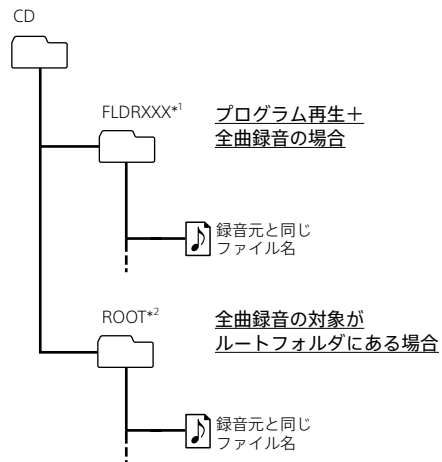 CD
FLDRXXX*1
プログラム再生＋
全曲録音の場合
録音元と同じ
ファイル名
ROOT*2
全曲録音の対象が
ルートフォルダにある場合
録音元と同じ
ファイル名